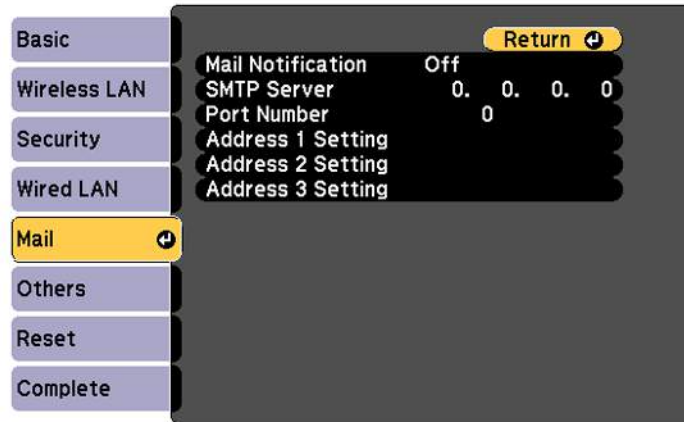 Basic
Wireless LAN
Security
Wired LAN
Mail
Others
Reset
Complete
Return
Mail Notification Off
SMTP Server 0. 0. 0. 0
Port Number 0
Address 1 Setting
Address 2 Setting
Address 3 Setting